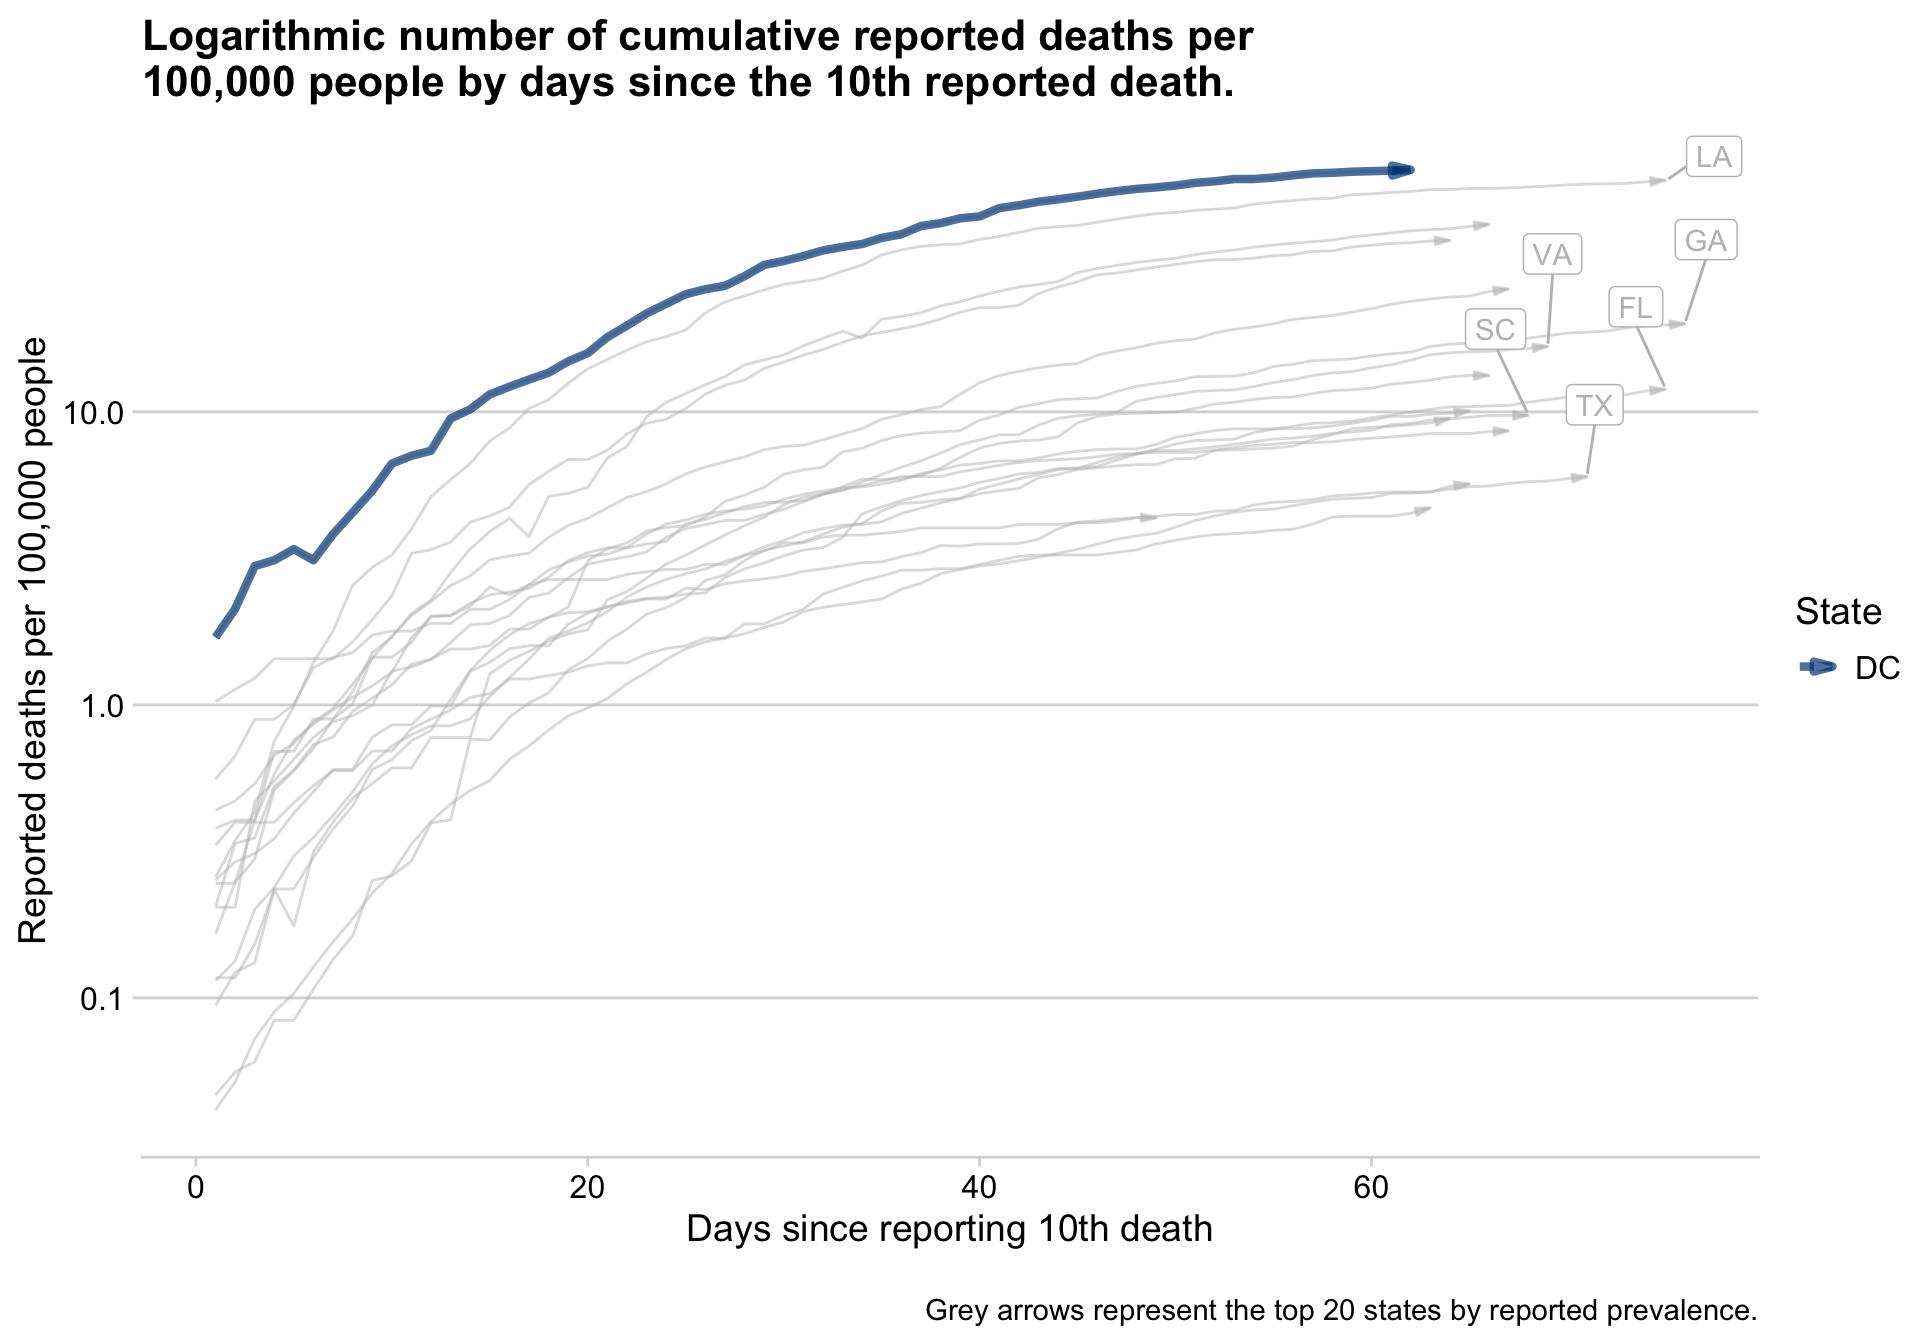 Logarithmic number of cumulative reported deaths per
100,000 people by days since the 10th reported death.
LA
GA
VA
FL
SC
TX
10.0
1.0
0.1
Reported deaths per 100,000 people
State
DC
0
20
40
60
Days since reporting 10th death
Grey arrows represent the top 20 states by reported prevalence.